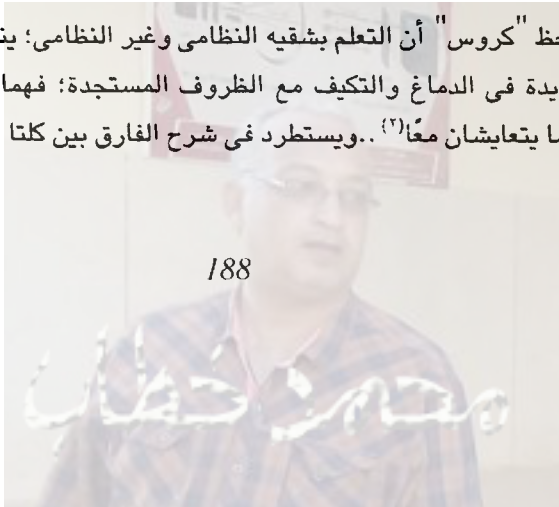 حظ "كروس" أن التعلم بشقيه النظامى وغير النظامى؛ ين
يدة فى الدماغ والتكيف مع الظروف المستجدة؛ فهما
ا يتعايشان معًا(٢) ..ويستطرد فى شرح الفارق بين كلتا
188
محمد خطاب